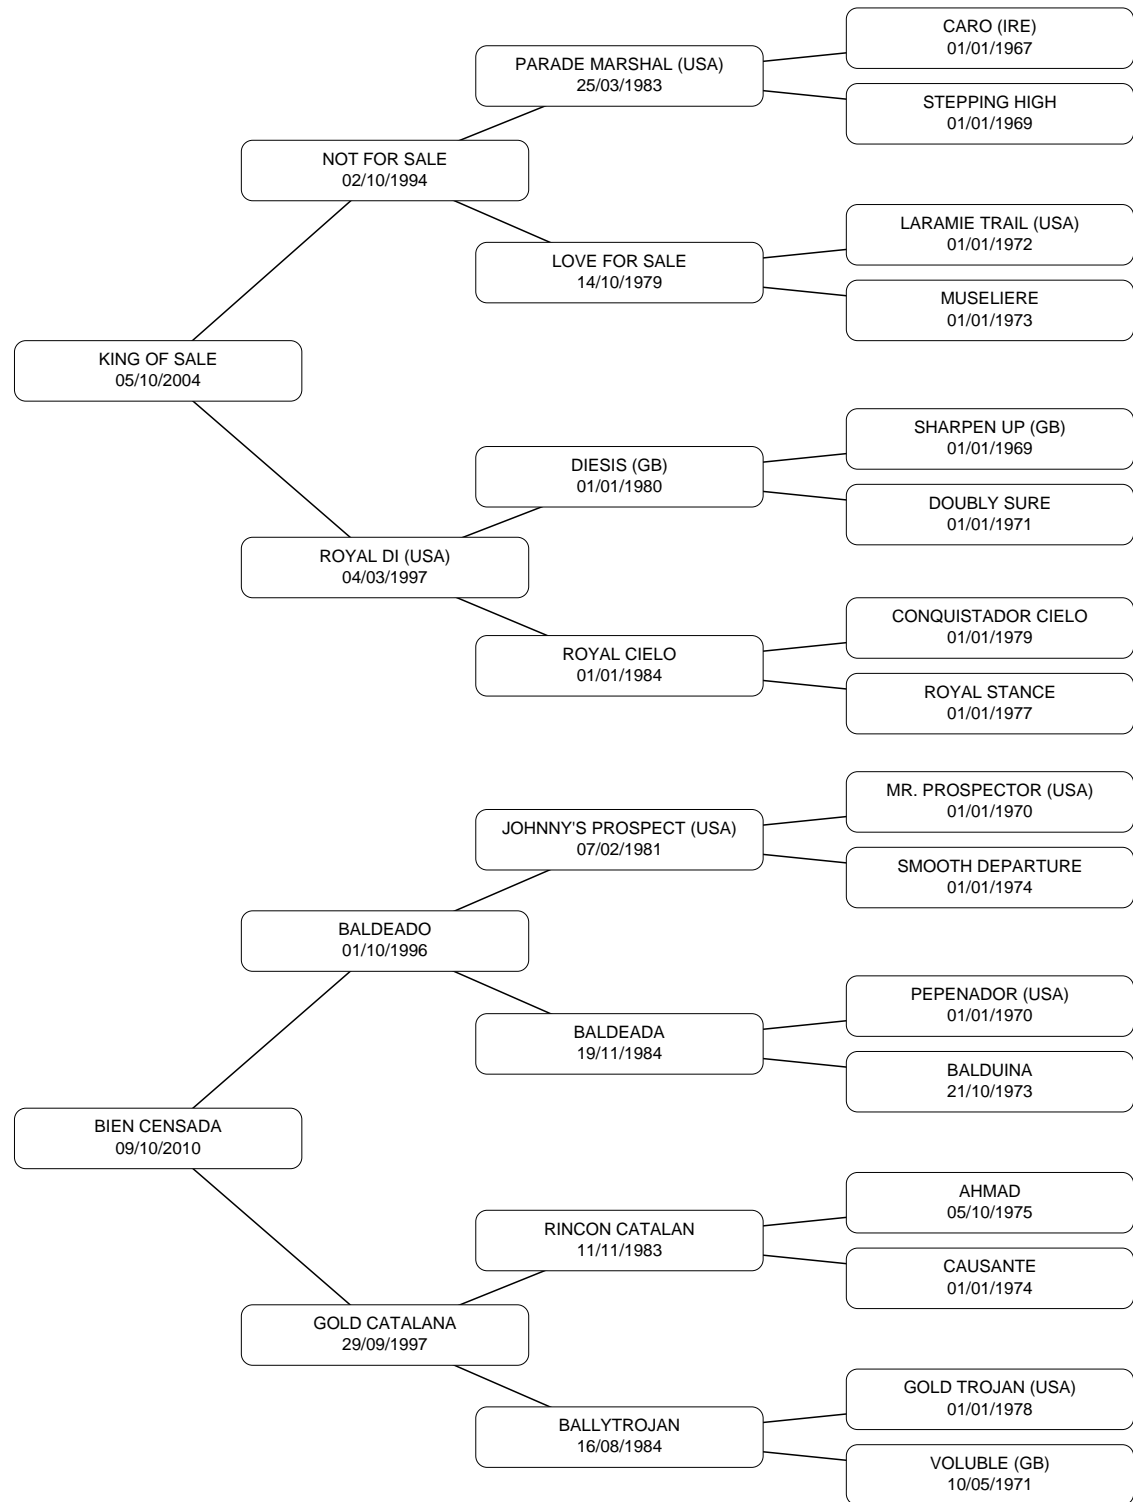 CARO (IRE)
01/01/1967
PARADE MARSHAL (USA)
25/03/1983
STEPPING HIGH
01/01/1969
NOT FOR SALE
02/10/1994
LARAMIE TRAIL (USA)
01/01/1972
LOVE FOR SALE
14/10/1979
MUSELIERE
01/01/1973
KING OF SALE
05/10/2004
SHARPEN UP (GB)
01/01/1969
DIESIS (GB)
01/01/1980
DOUBLY SURE
01/01/1971
ROYAL DI (USA)
04/03/1997
CONQUISTADOR CIELO
01/01/1979
ROYAL CIELO
01/01/1984
ROYAL STANCE
01/01/1977
MR. PROSPECTOR (USA)
01/01/1970
JOHNNY'S PROSPECT (USA)
07/02/1981
SMOOTH DEPARTURE
01/01/1974
BALDEADO
01/10/1996
PEPENADOR (USA)
01/01/1970
BALDEADA
19/11/1984
BALDUINA
21/10/1973
BIEN CENSADA
09/10/2010
AHMAD
05/10/1975
RINCON CATALAN
11/11/1983
CAUSANTE
01/01/1974
GOLD CATALANA
29/09/1997
GOLD TROJAN (USA)
01/01/1978
BALLYTROJAN
16/08/1984
VOLUBLE (GB)
10/05/1971